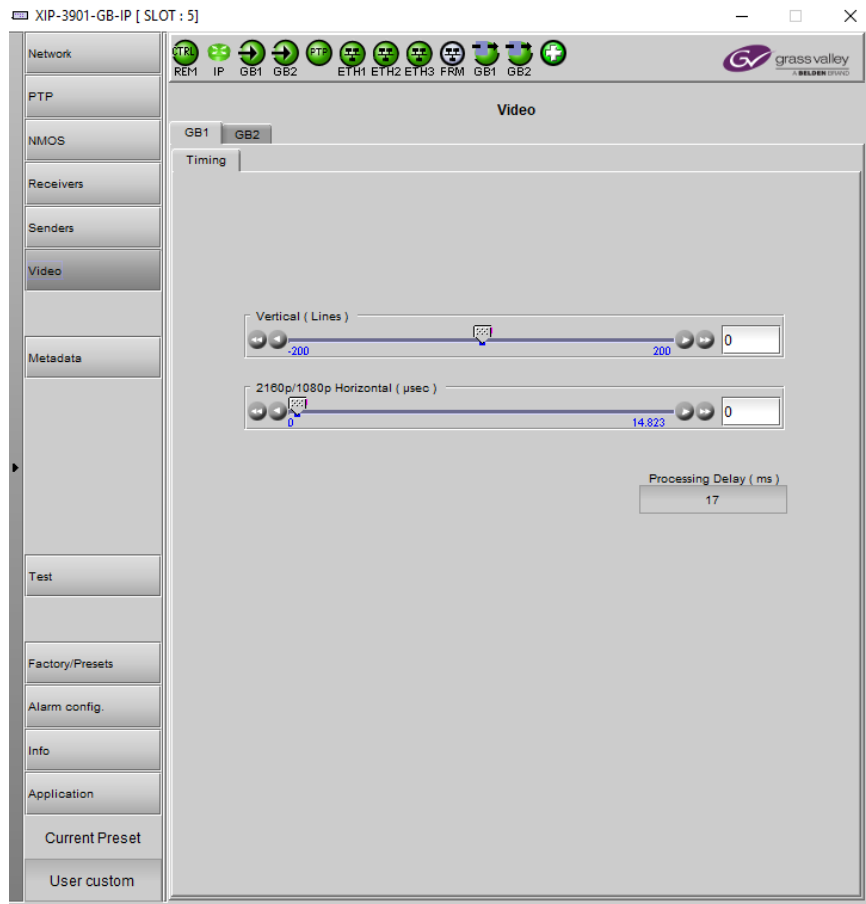 XIP-3901-GB-IP [ SLOT : 5]
Network
PTP
NMOS
Receivers
Senders
Video
Metadata
Test
Factory/Presets
Alarm config.
Info
Application
Current Preset
User custom
CTRL PTP
REM IP GB1 GB2 ETH1 ETH2 ETH3 FRM GB1 GB2
GV grass valley
A BELDEN BRAND
Video
GB1 GB2
Timing
Vertical ( Lines )
-200 200 0
2160p/1080p Horizontal ( µsec )
0 14.823 0
Processing Delay ( ms )
17